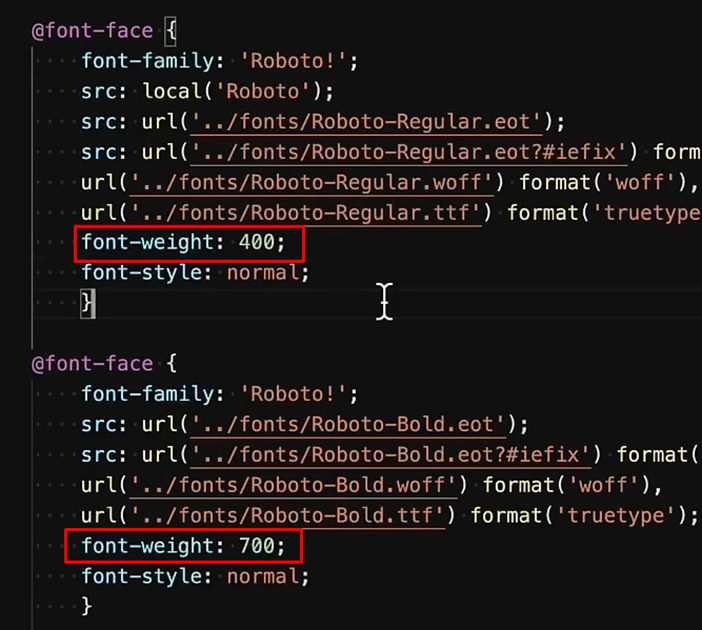 @font-face {
font-family: 'Roboto!';
src: local('Roboto');
src: url('../fonts/Roboto-Regular.eot');
src: url('../fonts/Roboto-Regular.eot?#iefix') form
url('../fonts/Roboto-Regular.woff') format('woff'),
url('../fonts/Roboto-Regular.ttf') format('truetype
font-weight: 400;
font-style: normal;
}
@font-face {
font-family: 'Roboto!';
src: url('../fonts/Roboto-Bold.eot');
src: url('../fonts/Roboto-Bold.eot?#iefix') format(
url('../fonts/Roboto-Bold.woff') format('woff'),
url('../fonts/Roboto-Bold.ttf') format('truetype');
font-weight: 700;
font-style: normal;
}